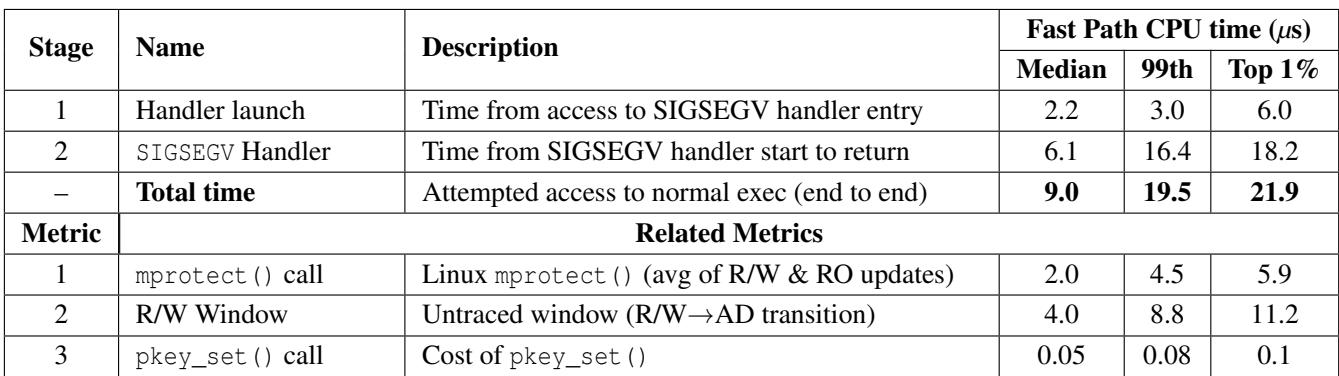 Stage Name Description Fast Path CPU time (μs)
Median 99th Top 1%
1 Handler launch Time from access to SIGSEGV handler entry 2.2 3.0 6.0
2 SIGSEGV Handler Time from SIGSEGV handler start to return 6.1 16.4 18.2
– Total time Attempted access to normal exec (end to end) 9.0 19.5 21.9
Metric Related Metrics
1 mprotect() call Linux mprotect() (avg of R/W & RO updates) 2.0 4.5 5.9
2 R/W Window Untraced window (R/W→AD transition) 4.0 8.8 11.2
3 pkey_set() call Cost of pkey_set() 0.05 0.08 0.1